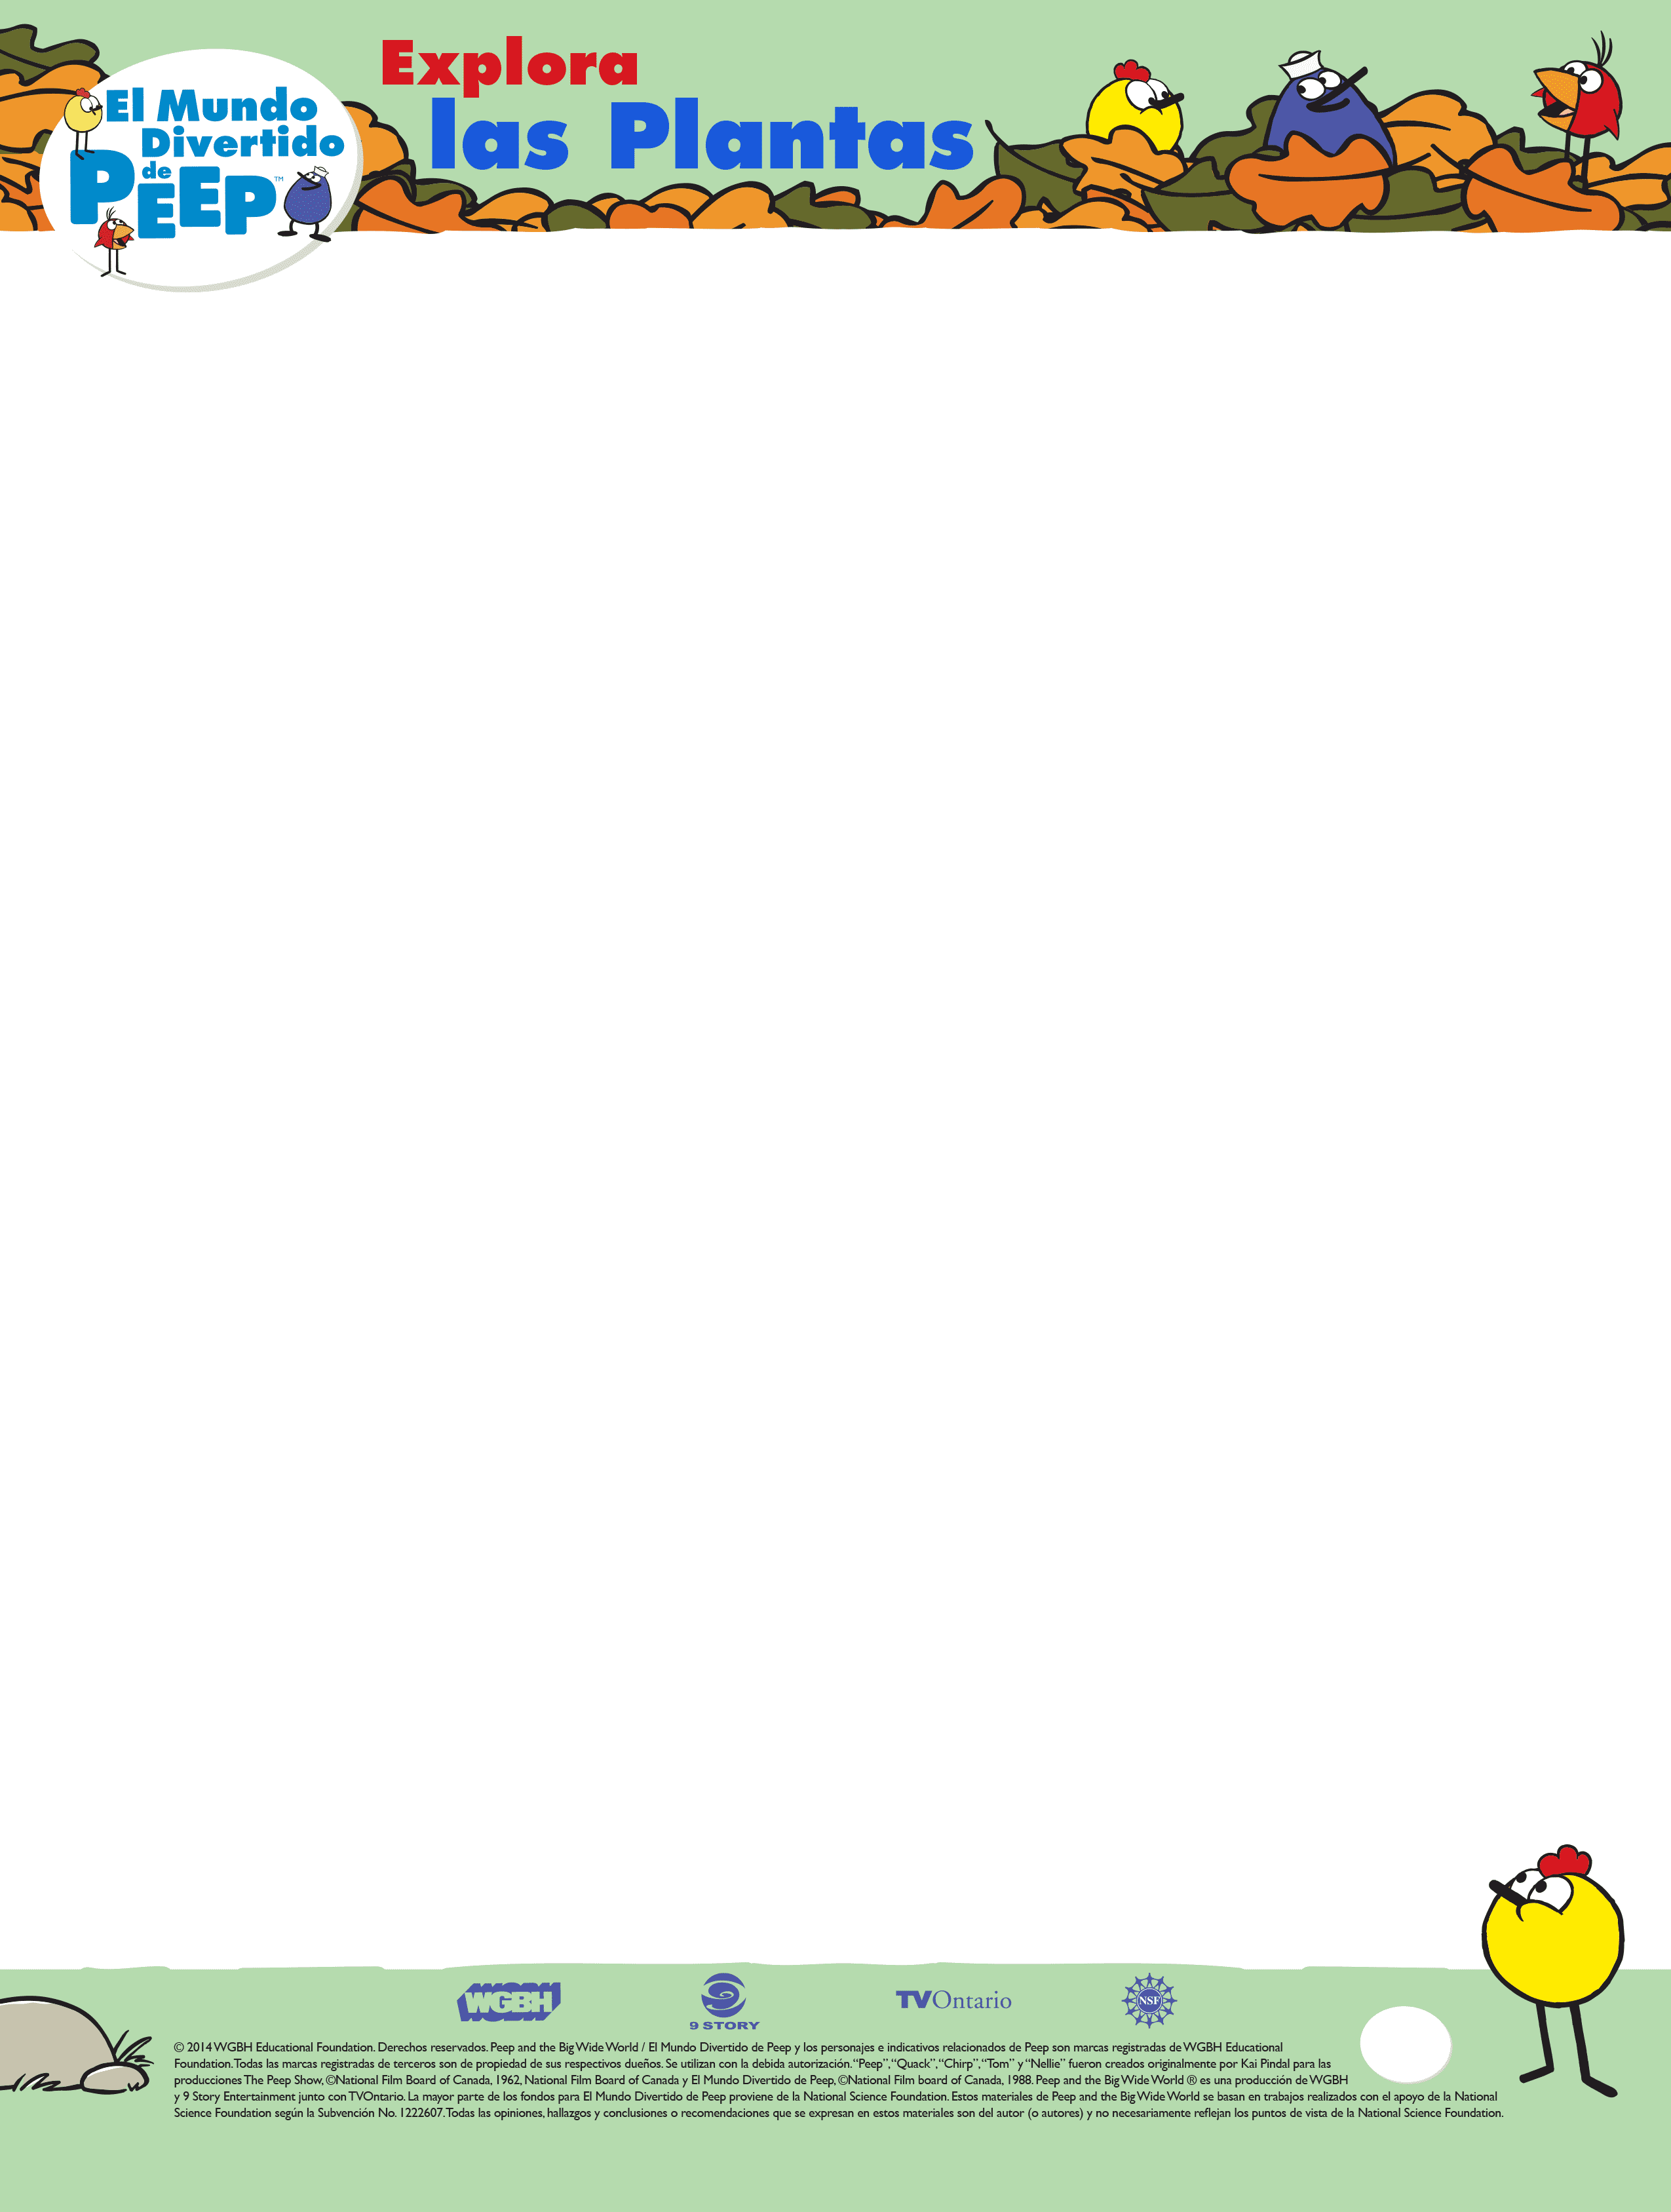 Explora
las Plantas
El Mundo
Divertido
de
PEEP™
WGBH
9 STORY
TVOntario
NSF
© 2014 WGBH Educational Foundation. Derechos reservados. Peep and the Big Wide World / El Mundo Divertido de Peep y los personajes e indicativos relacionados de Peep son marcas registradas de WGBH Educational
Foundation. Todas las marcas registradas de terceros son de propiedad de sus respectivos dueños. Se utilizan con la debida autorización. “Peep”, “Quack”, “Chirp”, “Tom” y “Nellie” fueron creados originalmente por Kai Pindal para las
producciones The Peep Show, ©National Film Board of Canada, 1962, National Film Board of Canada y El Mundo Divertido de Peep, ©National Film board of Canada, 1988. Peep and the Big Wide World ® es una producción de WGBH
y 9 Story Entertainment junto con TVOntario. La mayor parte de los fondos para El Mundo Divertido de Peep proviene de la National Science Foundation. Estos materiales de Peep and the Big Wide World se basan en trabajos realizados con el apoyo de la National
Science Foundation según la Subvención No. 1222607. Todas las opiniones, hallazgos y conclusiones o recomendaciones que se expresan en estos materiales son del autor (o autores) y no necesariamente reflejan los puntos de vista de la National Science Foundation.